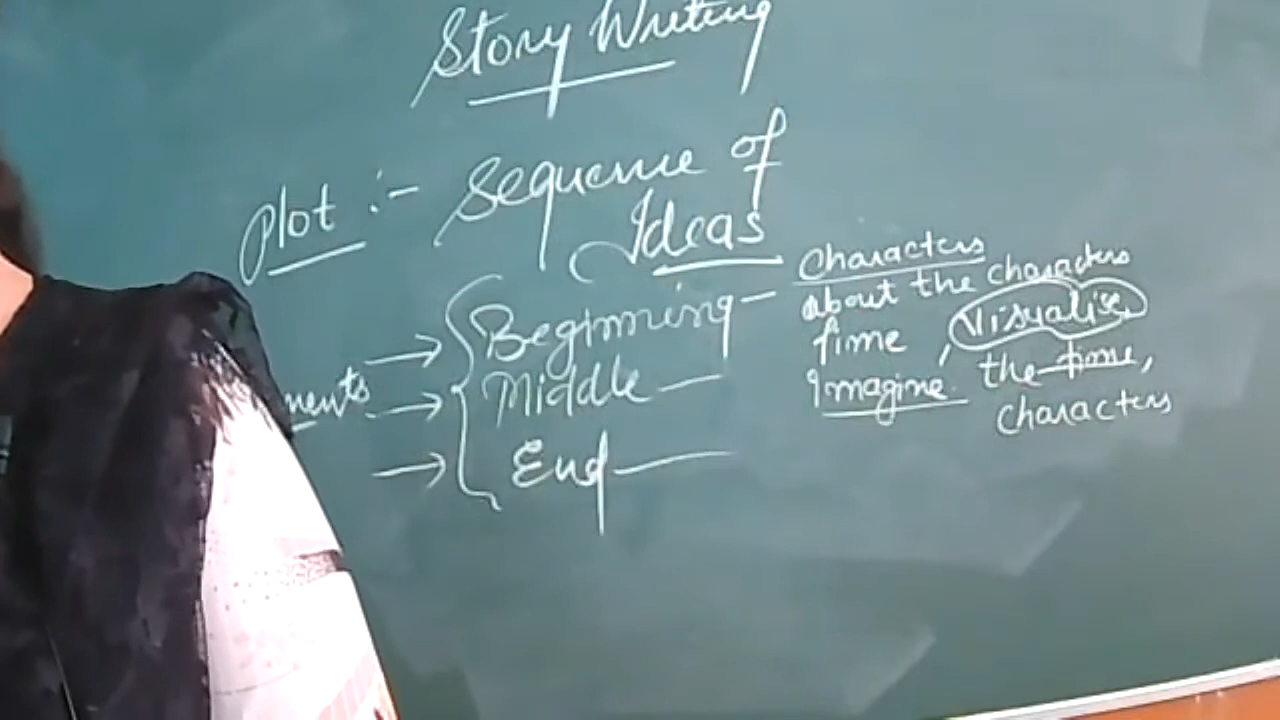 Story Writing
Plot :- Sequence of
Ideas
Beginning - Characters
about the characters
Time, Visualise
Imagine the time,
characters
nents
Middle -
End -